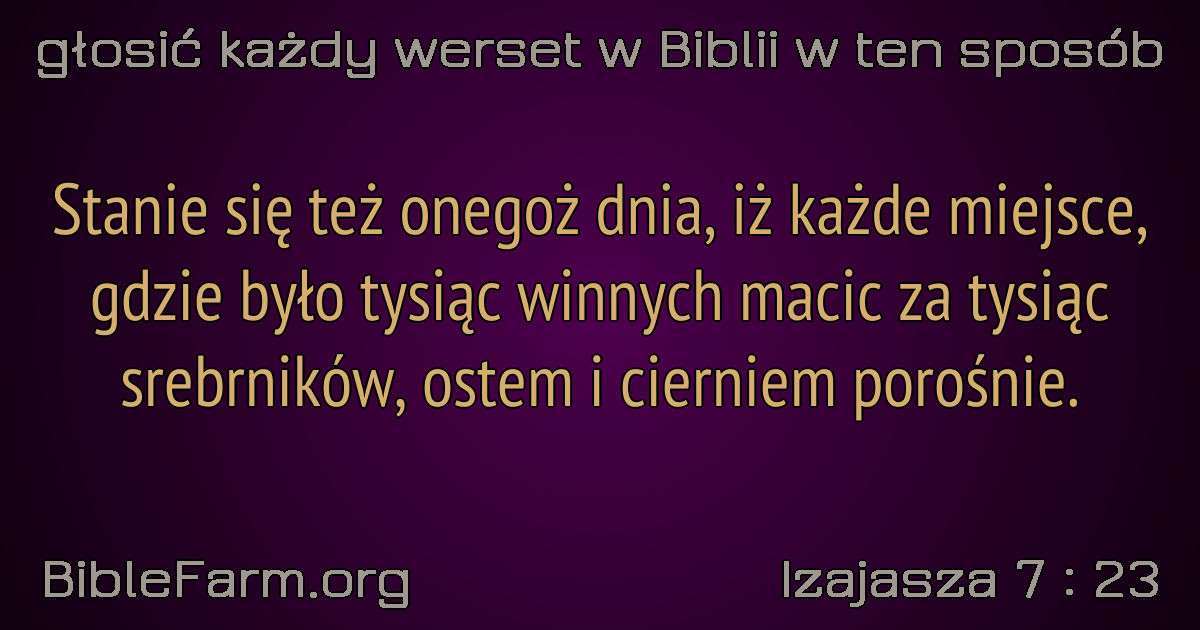 głosić każdy werset w Biblii w ten sposób
Stanie się też onegoż dnia, iż każde miejsce,
gdzie było tysiąc winnych macic za tysiąc
srebrników, ostem i cierniem porośnie.
BibleFarm.org
Izajasza 7 : 23